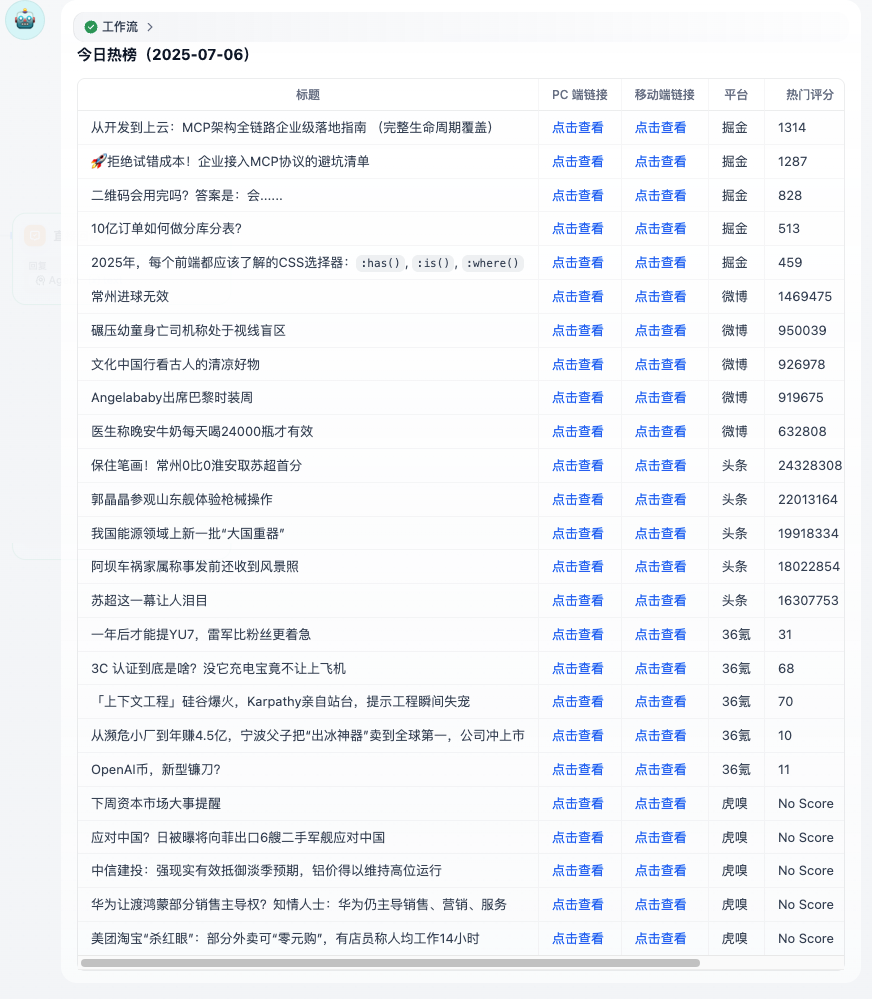 工作流
今日热榜（2025-07-06）
标题 PC 端链接 移动端链接 平台 热门评分
从开发到上云：MCP架构全链路企业级落地指南 （完整生命周期覆盖） 点击查看 点击查看 掘金 1314
🚀拒绝试错成本！企业接入MCP协议的避坑清单 点击查看 点击查看 掘金 1287
二维码会用完吗？答案是：会...... 点击查看 点击查看 掘金 828
10亿订单如何做分库分表? 点击查看 点击查看 掘金 513
2025年，每个前端都应该了解的CSS选择器：:has(), :is(), :where() 点击查看 点击查看 掘金 459
常州进球无效 点击查看 点击查看 微博 1469475
碾压幼童身亡司机称处于视线盲区 点击查看 点击查看 微博 950039
文化中国行看古人的清凉好物 点击查看 点击查看 微博 926978
Angelababy出席巴黎时装周 点击查看 点击查看 微博 919675
医生称晚安牛奶每天喝24000瓶才有效 点击查看 点击查看 微博 632808
保住笔画！常州0比0淮安取苏超首分 点击查看 点击查看 头条 24328308
郭晶晶参观山东舰体验枪械操作 点击查看 点击查看 头条 22013164
我国能源领域上新一批“大国重器” 点击查看 点击查看 头条 19918334
阿坝车祸家属称事发前还收到风景照 点击查看 点击查看 头条 18022854
苏超这一幕让人泪目 点击查看 点击查看 头条 16307753
一年后才能提YU7，雷军比粉丝更着急 点击查看 点击查看 36氪 31
3C 认证到底是啥？没它充电宝竟不让上飞机 点击查看 点击查看 36氪 68
「上下文工程」硅谷爆火，Karpathy亲自站台，提示工程瞬间失宠 点击查看 点击查看 36氪 70
从濒危小厂到年赚4.5亿，宁波父子把“出冰神器”卖到全球第一，公司冲上市 点击查看 点击查看 36氪 10
OpenAI币，新型镰刀？ 点击查看 点击查看 36氪 11
下周资本市场大事提醒 点击查看 点击查看 虎嗅 No Score
应对中国？日被曝将向菲出口6艘二手军舰应对中国 点击查看 点击查看 虎嗅 No Score
中信建投：强现实有效抵御淡季预期，铝价得以维持高位运行 点击查看 点击查看 虎嗅 No Score
华为让渡鸿蒙部分销售主导权？知情人士：华为仍主导销售、营销、服务 点击查看 点击查看 虎嗅 No Score
美团淘宝“杀红眼”：部分外卖可“零元购”，有店员称人均工作14小时 点击查看 点击查看 虎嗅 No Score